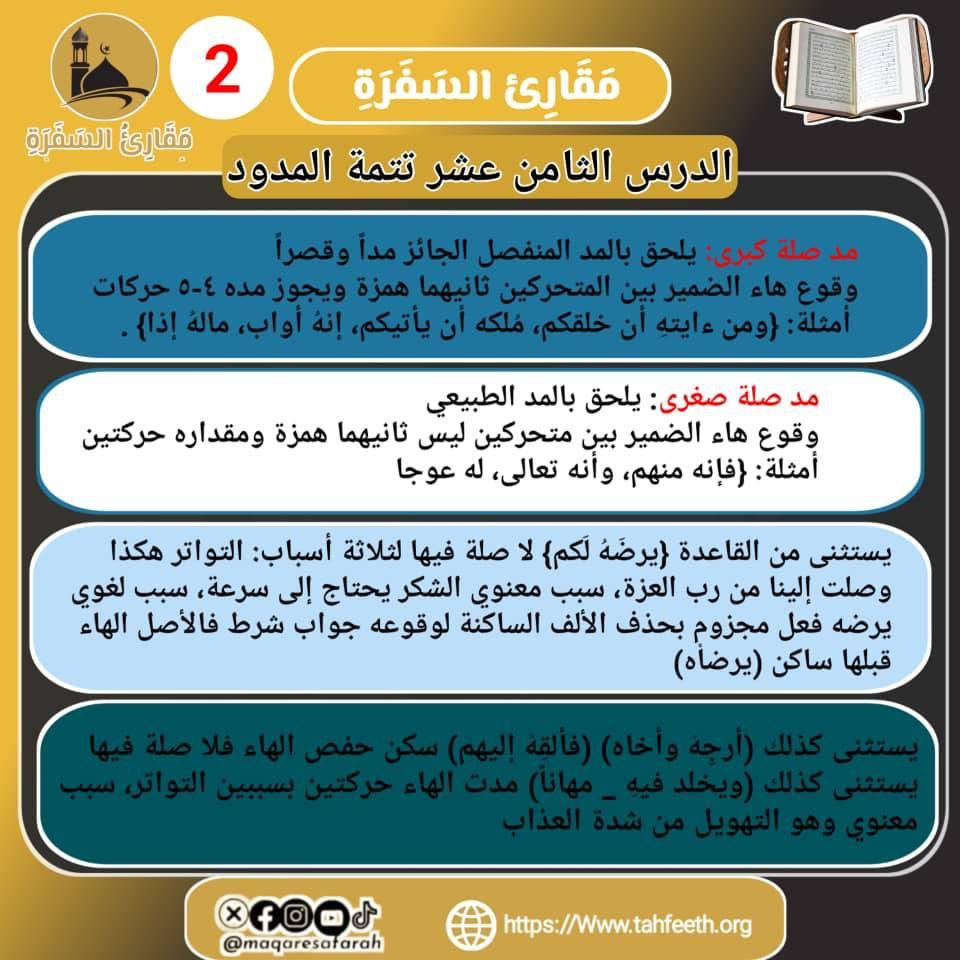 2
مَقَارِئ السَفَرَةِ
مَقَارِئُ السَفَرَةِ
الدرس الثامن عشر تتمة المدود
مد صلة كبرى: يلحق بالمد المنفصل الجائز مداً وقصراً
وقوع هاء الضمير بين المتحركين ثانيهما همزة ويجوز مده ٤-٥ حركات
أمثلة: {ومن ءايتهِ أن خلقكم، مُلكه أن يأتيكم، إنهُ أواب، مالهُ إذا} .
مد صلة صغرى: يلحق بالمد الطبيعي
وقوع هاء الضمير بين متحركين ليس ثانيهما همزة ومقداره حركتين
أمثلة: {فإنه منهم، وأنه تعالى، له عوجا
يستثنى من القاعدة {يرضَهُ لَكم} لا صلة فيها لثلاثة أسباب: التواتر هكذا
وصلت إلينا من رب العزة، سبب معنوي الشكر يحتاج إلى سرعة، سبب لغوي
يرضه فعل مجزوم بحذف الألف الساكنة لوقوعه جواب شرط فالأصل الهاء
قبلها ساكن (يرضاه)
يستثنى كذلك (أرجِهْ وأخاه) (فألقِهْ إليهم) سكن حفص الهاء فلا صلة فيها
يستثنى كذلك (ويخلد فيهِ _ مهاناً) مدت الهاء حركتين بسببين التواتر، سبب
معنوي وهو التهويل من شدة العذاب
@maqaresafarah
https://Www.tahfeeth.org